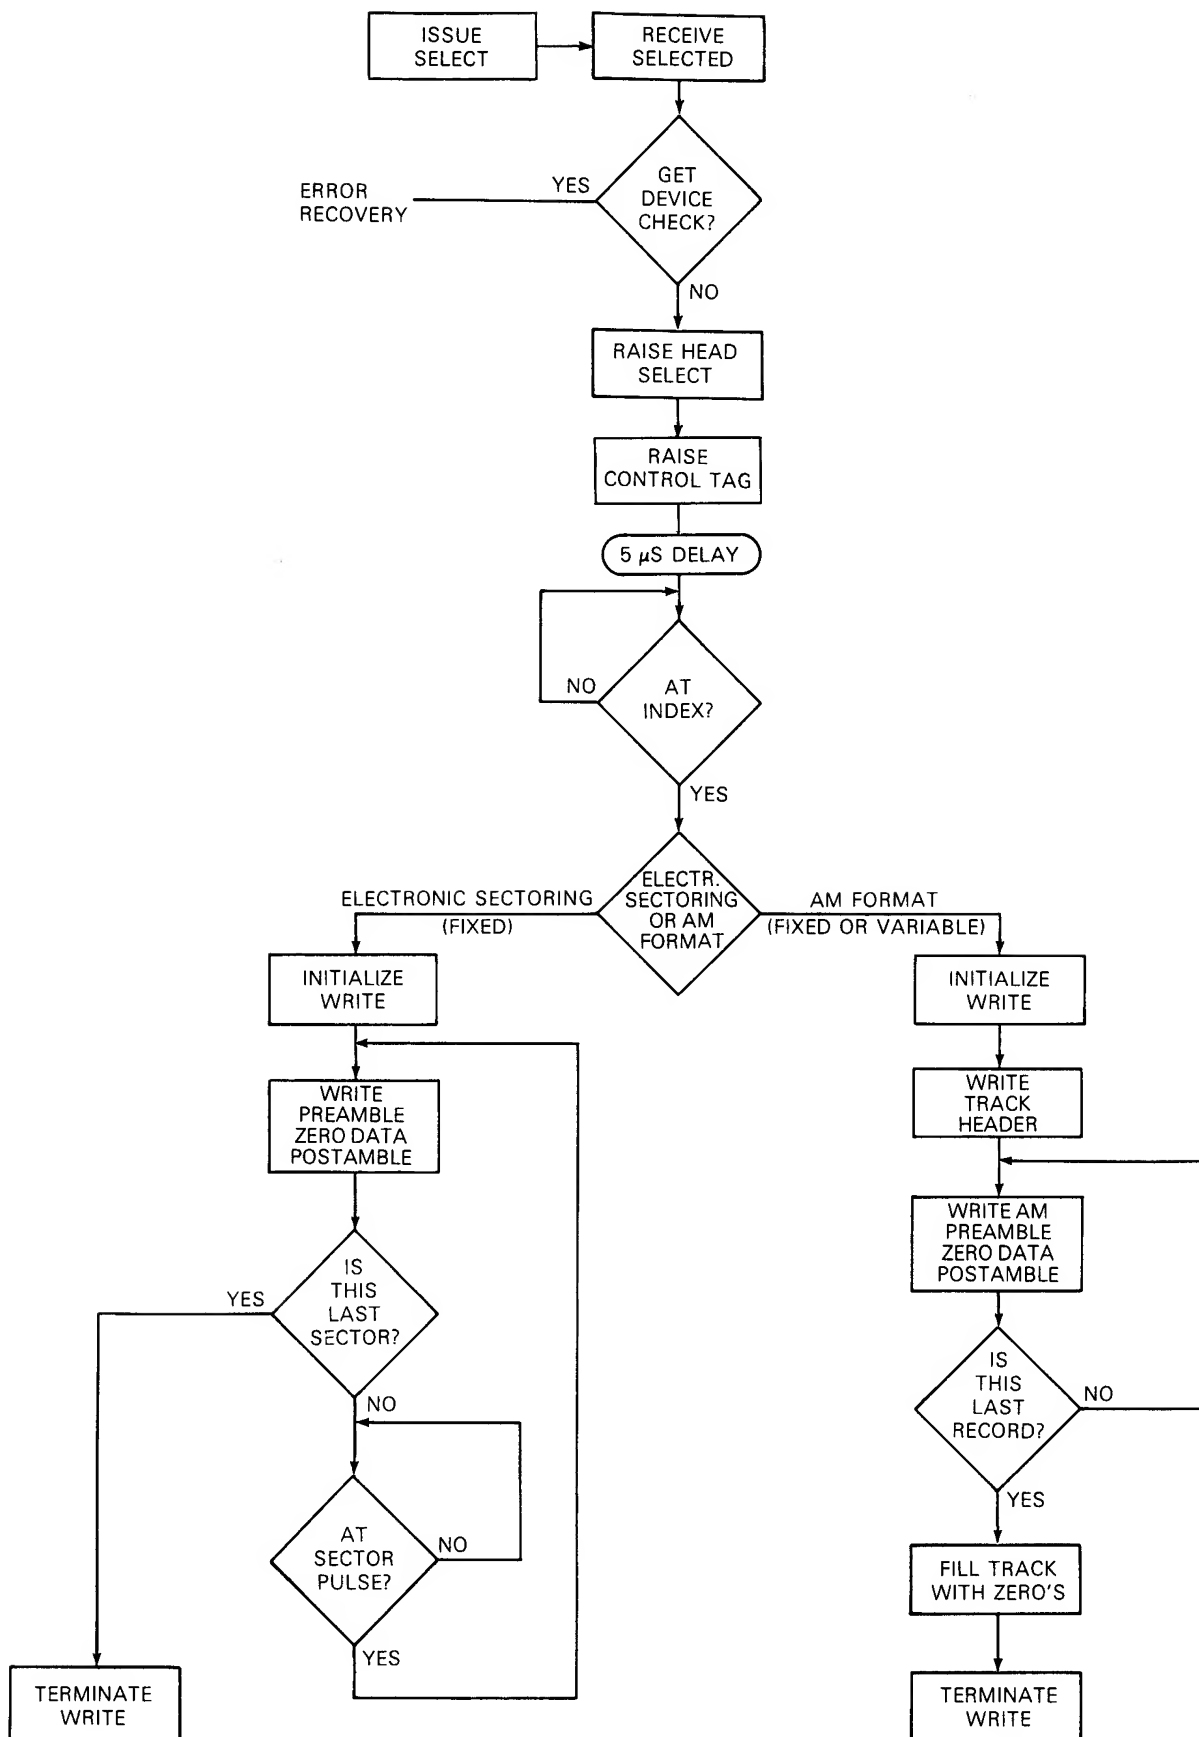 ISSUE
SELECT
RECEIVE
SELECTED
GET
DEVICE
CHECK?
YES
ERROR
RECOVERY
NO
RAISE HEAD
SELECT
RAISE
CONTROL TAG
5 µS DELAY
NO
AT
INDEX?
YES
ELECTR.
SECTORING
OR AM
FORMAT
ELECTRONIC SECTORING
(FIXED)
AM FORMAT
(FIXED OR VARIABLE)
INITIALIZE
WRITE
WRITE
PREAMBLE
ZERO DATA
POSTAMBLE
IS
THIS
LAST
SECTOR?
YES
NO
AT
SECTOR
PULSE?
NO
YES
TERMINATE
WRITE
INITIALIZE
WRITE
WRITE
TRACK
HEADER
WRITE AM
PREAMBLE
ZERO DATA
POSTAMBLE
IS
THIS
LAST
RECORD?
NO
YES
FILL TRACK
WITH ZERO'S
TERMINATE
WRITE